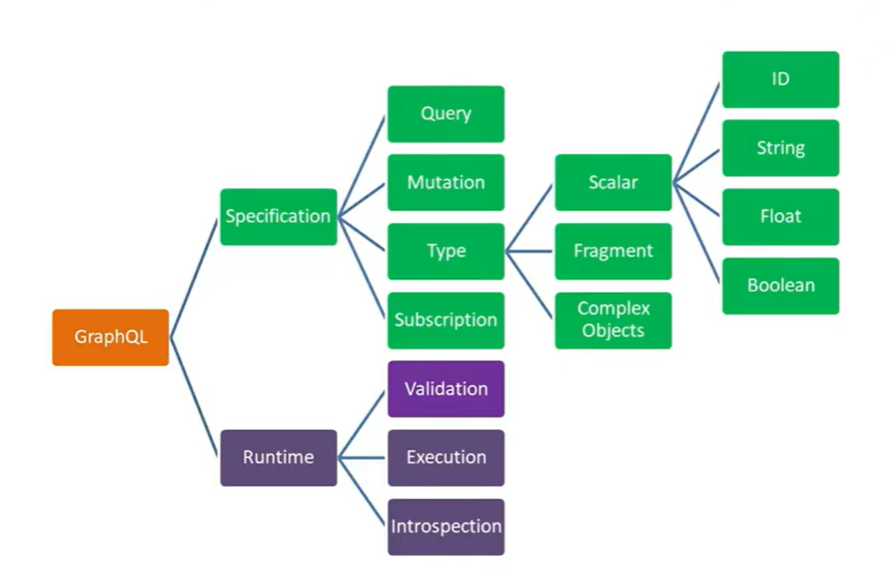 GraphQL
Specification
Query
Mutation
Type
Scalar
ID
String
Float
Boolean
Fragment
Complex
Objects
Subscription
Runtime
Validation
Execution
Introspection